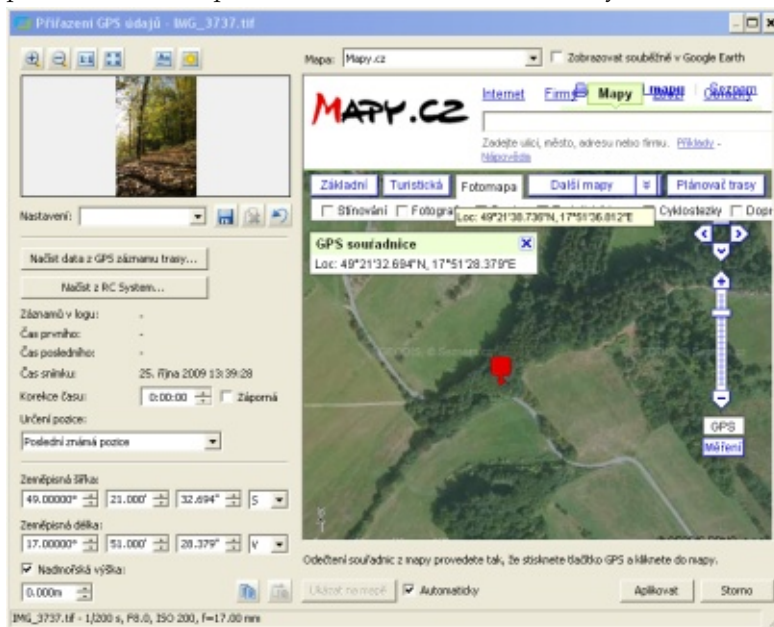 Přiřazení GPS údajů - IMG_3737.tif
Mapa: Mapy.cz
Zobrazovat souběžně v Google Earth
MAPY.CZ
Internet Firmy Mapy
Zadejte ulici, město, adresu nebo firmu. Příklady -
Nápověda
Základní Turistická Fotomapa Další mapy Plánovač trasy
Nastavení:
Stínování
Cyklostezky
Loc: 49°21'38.736"N, 17°51'36.812"E
GPS souřadnice
Loc: 49°21'32.694"N, 17°51'28.379"E
Načíst data z GPS záznamu trasy...
Načíst z RC System...
Záznamů v logu: -
Čas prvního: -
Čas posledního: -
Čas snímku: 25. října 2009 13:39:28
Korekce času: 0:00:00 Záporná
Určení pozice:
Poslední známá pozice
GPS
Měření
Zeměpisná šířka:
49.00000° 21.000' 32.694" S
Zeměpisná délka:
17.00000° 51.000' 28.379" V
Odečtení souřadnic z mapy provedete tak, že stisknete tlačítko GPS a kliknete do mapy.
Nadmořská výška:
0.000m
Ukázat na mapě Automaticky Aplikovat Storno
IMG_3737.tif - 1/200 s, F8.0, ISO 200, f=17.00 mm